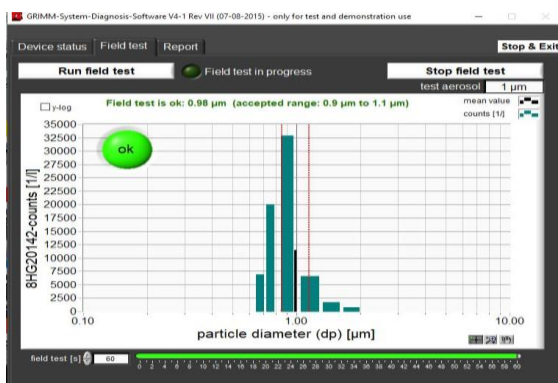 GRIMM-System-Diagnosis-Software V4-1 Rev VII (07-08-2015) - only for test and demonstration use
Device status Field test Report Stop & Exit
Run field test Field test in progress Stop field test
test aerosol 1 µm
y-log Field test is ok: 0.98 µm (accepted range: 0.9 µm to 1.1 µm) mean value
counts [1/l]
ok
8HG20142-counts [1/l]
35000
30000
25000
20000
15000
12500
10000
7500
5000
2500
0
0.10 1.00 10.00
particle diameter (dp) [µm]
field test [s] 60
0 2 4 6 8 10 12 14 16 18 20 22 24 26 28 30 32 34 36 38 40 42 44 46 48 50 52 54 56 58 60